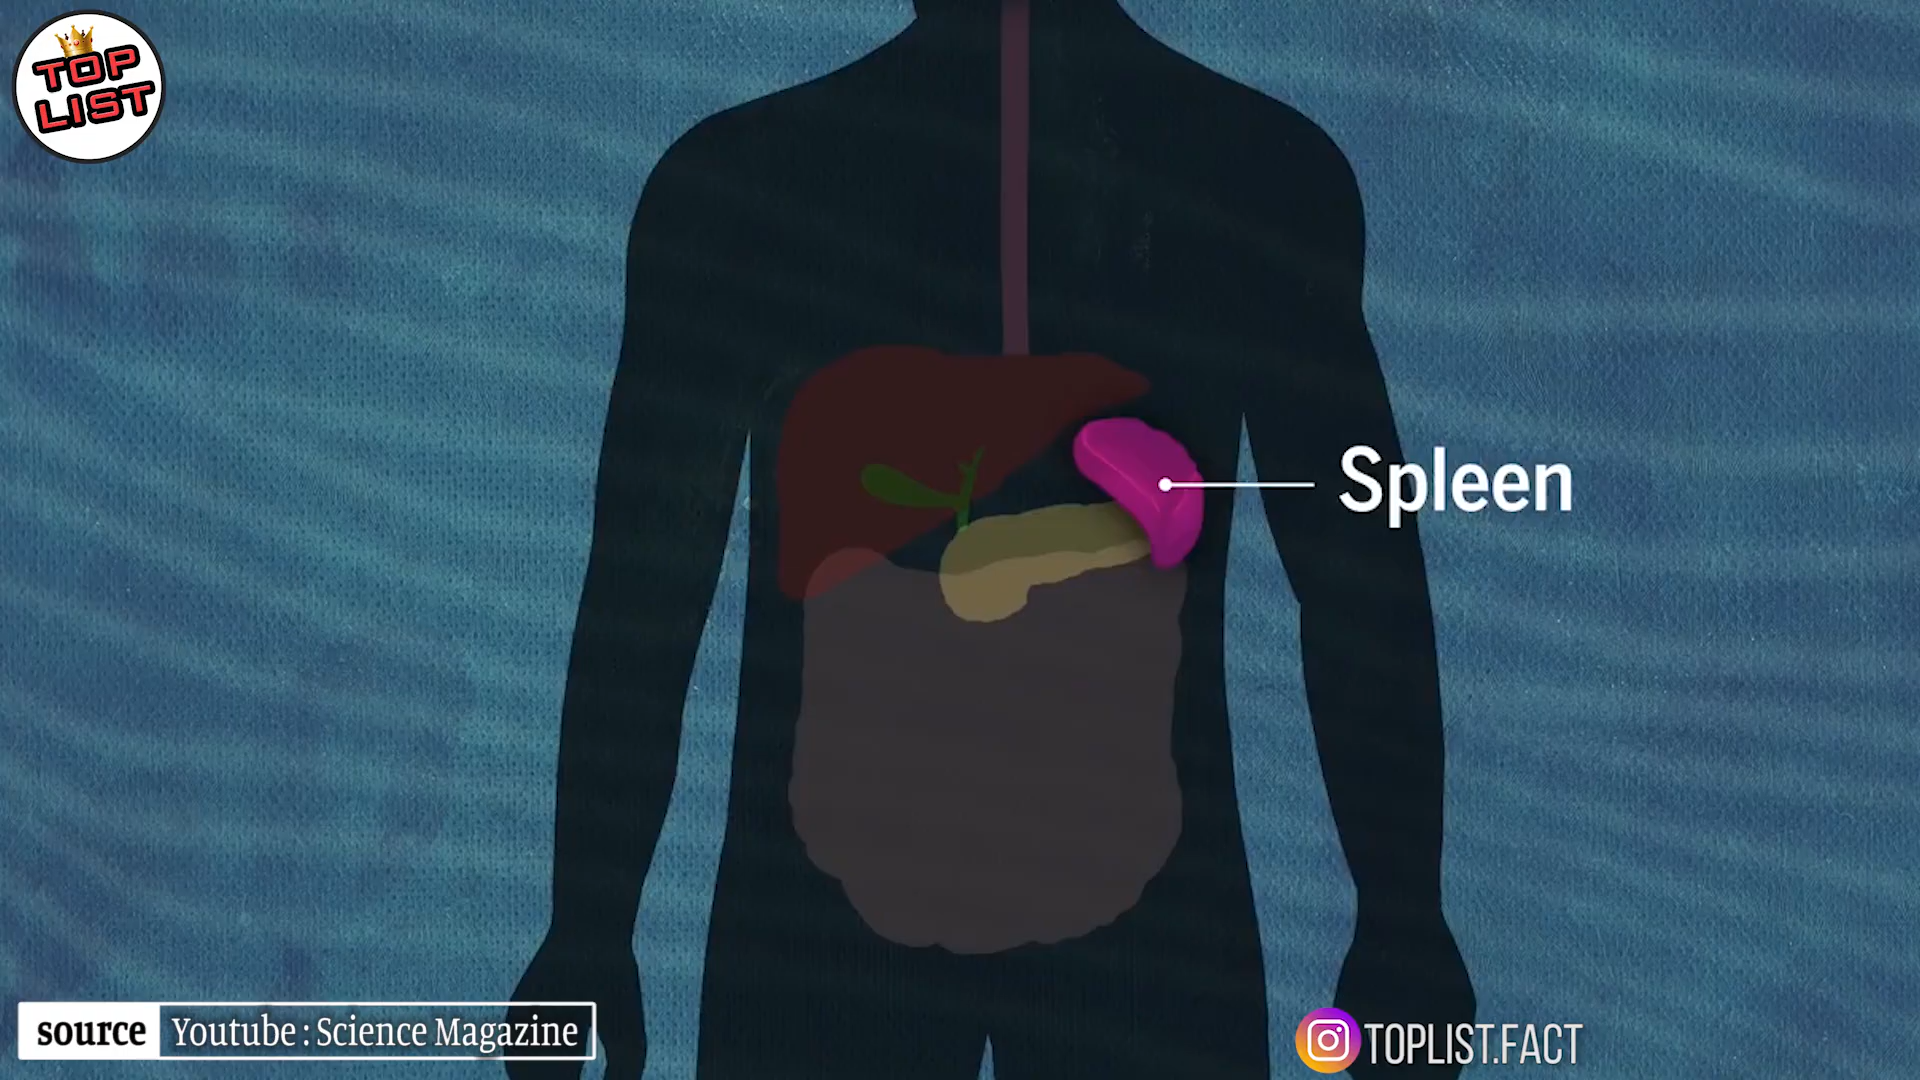 TOP
LIST
Spleen
source Youtube : Science Magazine
TOPLIST.FACT